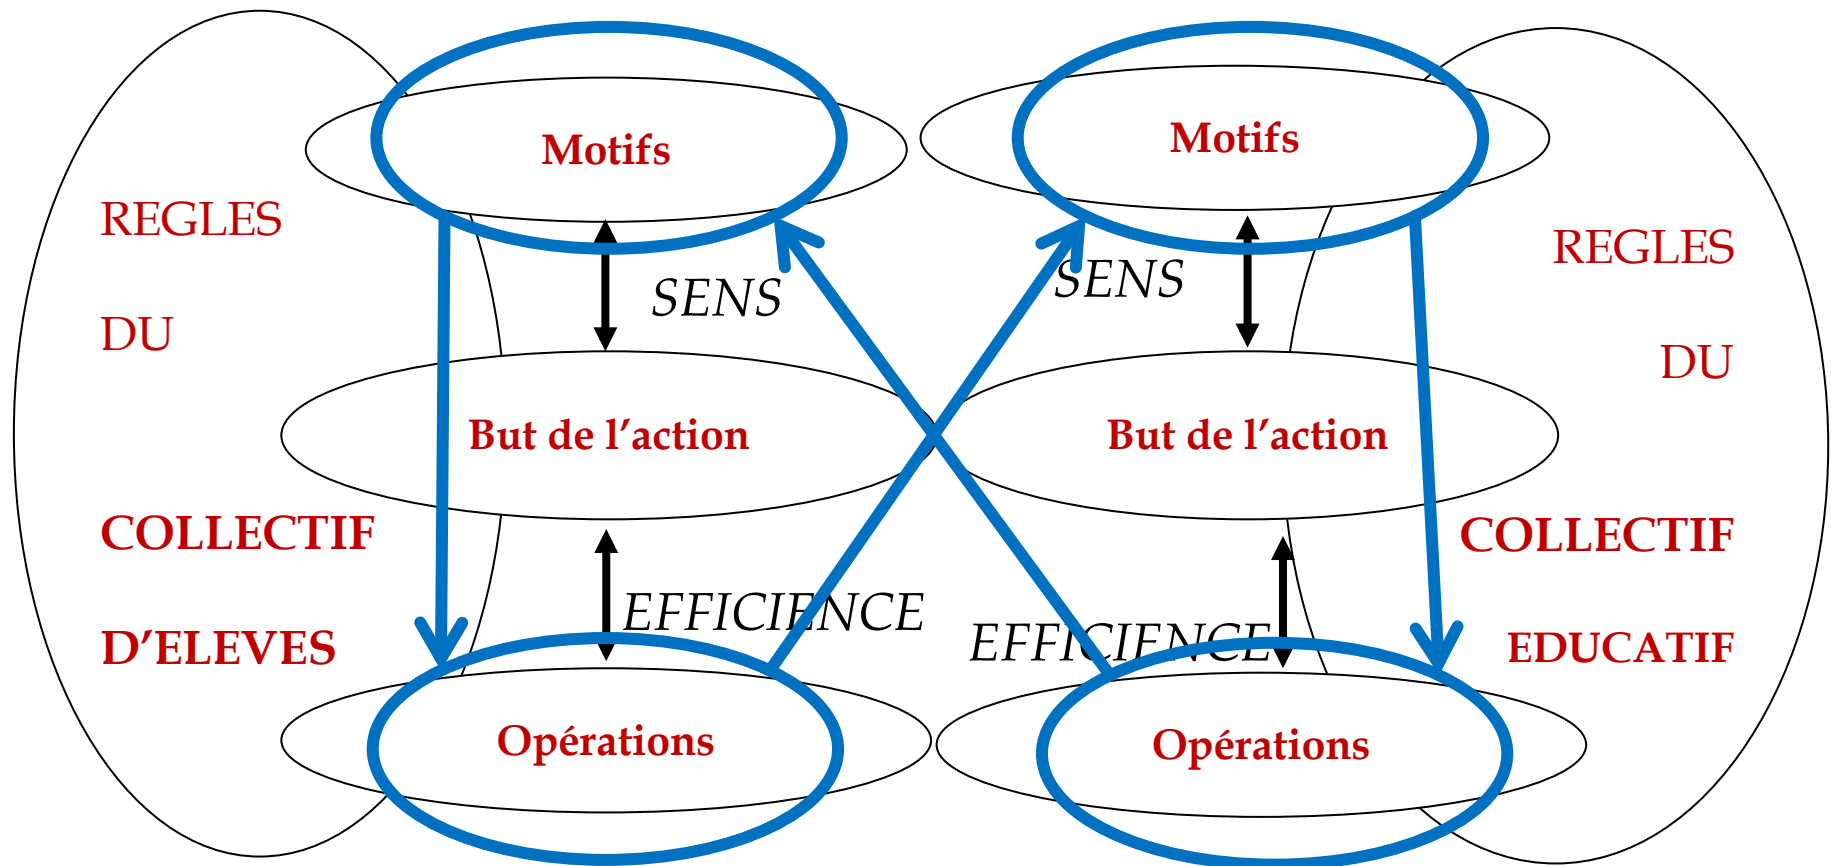 Motifs
Motifs
REGLES
DU
COLLECTIF
D’ELEVES
REGLES
DU
COLLECTIF
EDUCATIF
SENS
SENS
But de l’action
But de l’action
EFFICIENCE
EFFICIENCE
Opérations
Opérations